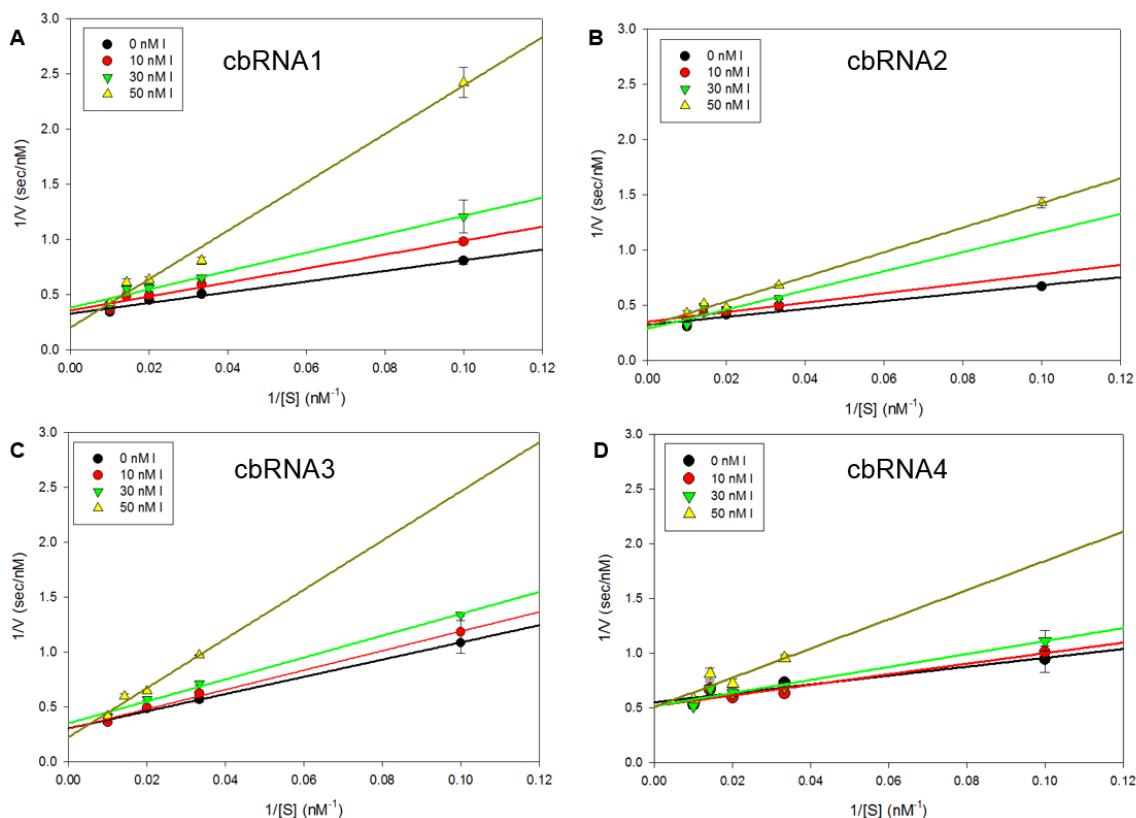 A
cbRNA1
0 nM I
10 nM I
30 nM I
50 nM I
1/V (sec/nM)
3.0
2.5
2.0
1.5
1.0
0.5
0.0
0.00 0.02 0.04 0.06 0.08 0.10 0.12
1/[S] (nM⁻¹)
B
cbRNA2
0 nM I
10 nM I
30 nM I
50 nM I
1/V (sec/nM)
3.0
2.5
2.0
1.5
1.0
0.5
0.0
0.00 0.02 0.04 0.06 0.08 0.10 0.12
1/[S] (nM⁻¹)
C
cbRNA3
0 nM I
10 nM I
30 nM I
50 nM I
1/V (sec/nM)
3.0
2.5
2.0
1.5
1.0
0.5
0.0
0.00 0.02 0.04 0.06 0.08 0.10 0.12
1/[S] (nM⁻¹)
D
cbRNA4
0 nM I
10 nM I
30 nM I
50 nM I
1/V (sec/nM)
3.0
2.5
2.0
1.5
1.0
0.5
0.0
0.00 0.02 0.04 0.06 0.08 0.10 0.12
1/[S] (nM⁻¹)